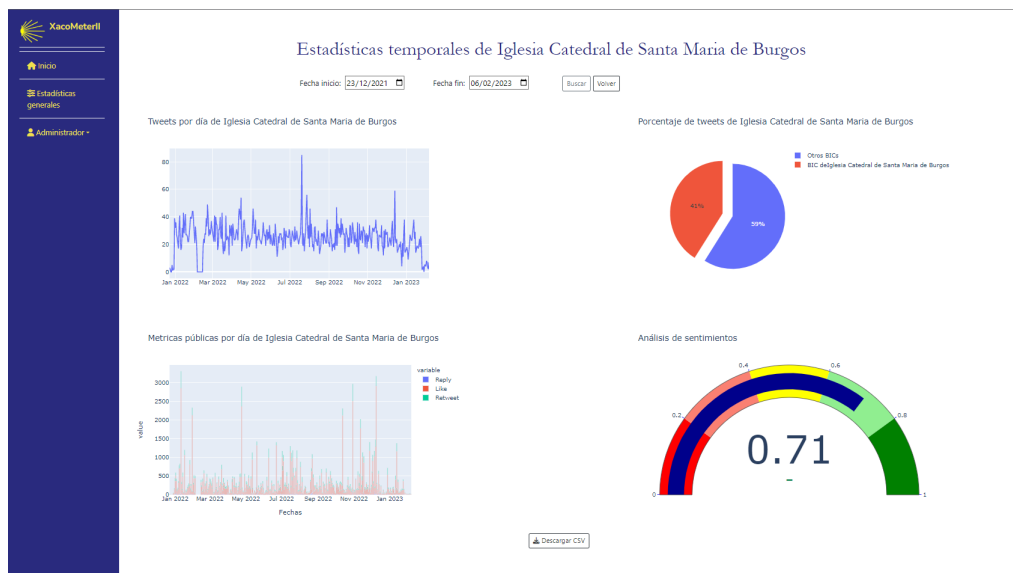 XacoMeterII
Inicio
Estadísticas
generales
Administrador
Estadísticas temporales de Iglesia Catedral de Santa Maria de Burgos
Fecha inicio: 23/12/2021 Fecha fin: 06/02/2023 Buscar Volver
Tweets por día de Iglesia Catedral de Santa Maria de Burgos
80
60
40
20
0
Jan 2022 Mar 2022 May 2022 Jul 2022 Sep 2022 Nov 2022 Jan 2023
Porcentaje de tweets de Iglesia Catedral de Santa Maria de Burgos
Otros BICs
BIC deIglesia Catedral de Santa Maria de Burgos
41%
59%
Metricas públicas por día de Iglesia Catedral de Santa Maria de Burgos
variable
Reply
Like
Retweet
value
3000
2500
2000
1500
1000
500
0
Jan 2022 Mar 2022 May 2022 Jul 2022 Sep 2022 Nov 2022 Jan 2023
Fechas
Análisis de sentimientos
0.4 0.6
0.2 0.8
0.71
-
0 1
Descargar CSV